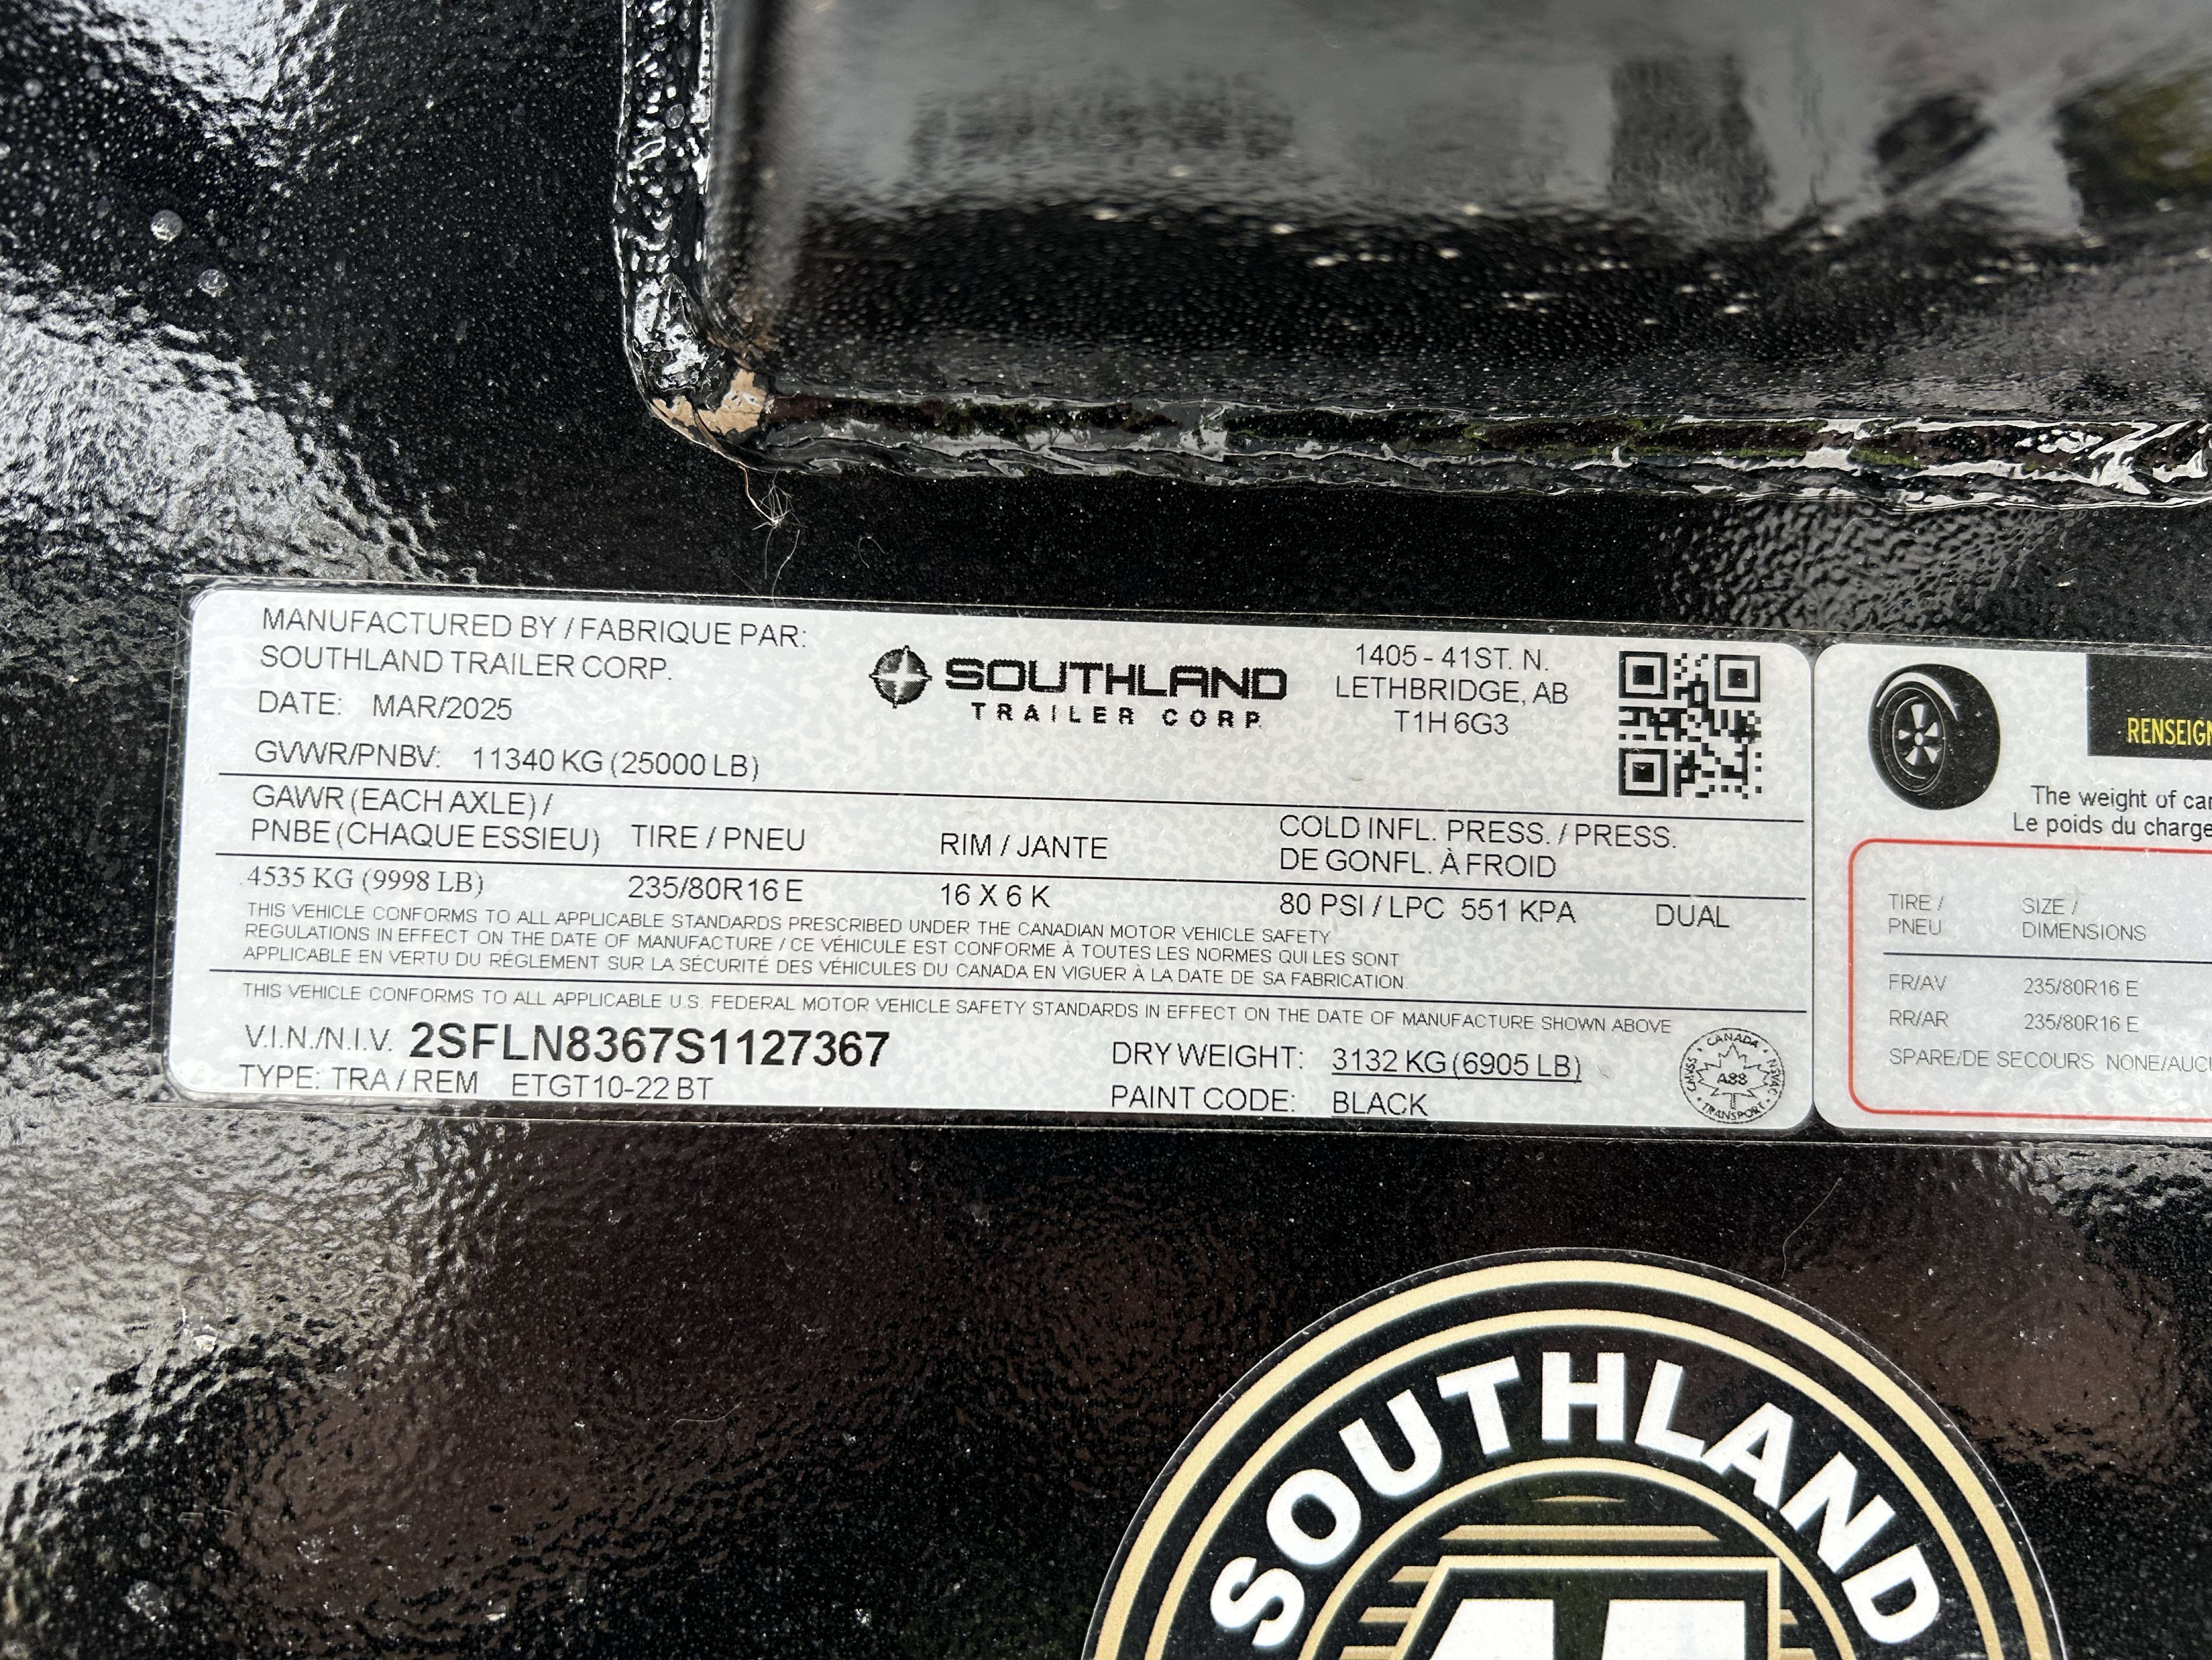 MANUFACTURED BY / FABRIQUE PAR:
SOUTHLAND TRAILER CORP.
DATE: MAR/2025
GVWR/PNBV: 11340 KG (25000 LB)
SOUTHLAND
TRAILER CORP.
1405 - 41ST. N.
LETHBRIDGE, AB
T1H 6G3
GAWR (EACH AXLE) /
PNBE (CHAQUE ESSIEU) TIRE / PNEU RIM / JANTE COLD INFL. PRESS. / PRESS.
DE GONFL. À FROID
4535 KG (9998 LB) 235/80R16 E 16 X 6 K 80 PSI / LPC 551 KPA DUAL
THIS VEHICLE CONFORMS TO ALL APPLICABLE STANDARDS PRESCRIBED UNDER THE CANADIAN MOTOR VEHICLE SAFETY
REGULATIONS IN EFFECT ON THE DATE OF MANUFACTURE / CE VÉHICULE EST CONFORME À TOUTES LES NORMES QUI LES SONT
APPLICABLE EN VERTU DU RÉGLEMENT SUR LA SÉCURITÉ DES VÉHICULES DU CANADA EN VIGUER À LA DATE DE SA FABRICATION.
THIS VEHICLE CONFORMS TO ALL APPLICABLE U.S. FEDERAL MOTOR VEHICLE SAFETY STANDARDS IN EFFECT ON THE DATE OF MANUFACTURE SHOWN ABOVE
V.I.N./N.I.V. 2SFLN8367S1127367
TYPE: TRA / REM ETGT10-22 BT
DRY WEIGHT: 3132 KG (6905 LB)
PAINT CODE: BLACK
CANADA
CMVSS
A88
NSVAC
TRANSPORT
RENSEIGN
The weight of car
Le poids du charge
TIRE /
PNEU
SIZE /
DIMENSIONS
FR/AV 235/80R16 E
RR/AR 235/80R16 E
SPARE/DE SECOURS NONE/AUCU
SOUTHLAND